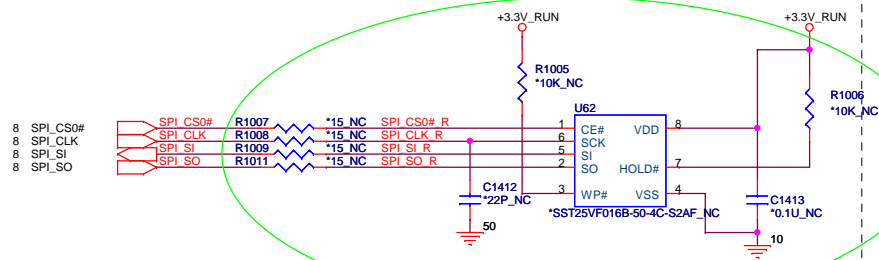 +3.3V_RUN
+3.3V_RUN
R1005
*10K_NC
R1006
*10K_NC
U62
8 SPI_CS0# SPI_CS0# R1007 *15_NC SPI_CS0#_R 1 CE# VDD 8
8 SPI_CLK SPI_CLK R1008 *15_NC SPI_CLK_R 6 SCK
8 SPI_SI SPI_SI R1009 *15_NC SPI_SI_R 5 SI
8 SPI_SO SPI_SO R1011 *15_NC SPI_SO_R 2 SO HOLD# 7
3 WP# VSS 4
C1412
*22P_NC
*SST25VF016B-50-4C-S2AF_NC
C1413
*0.1U_NC
50
10